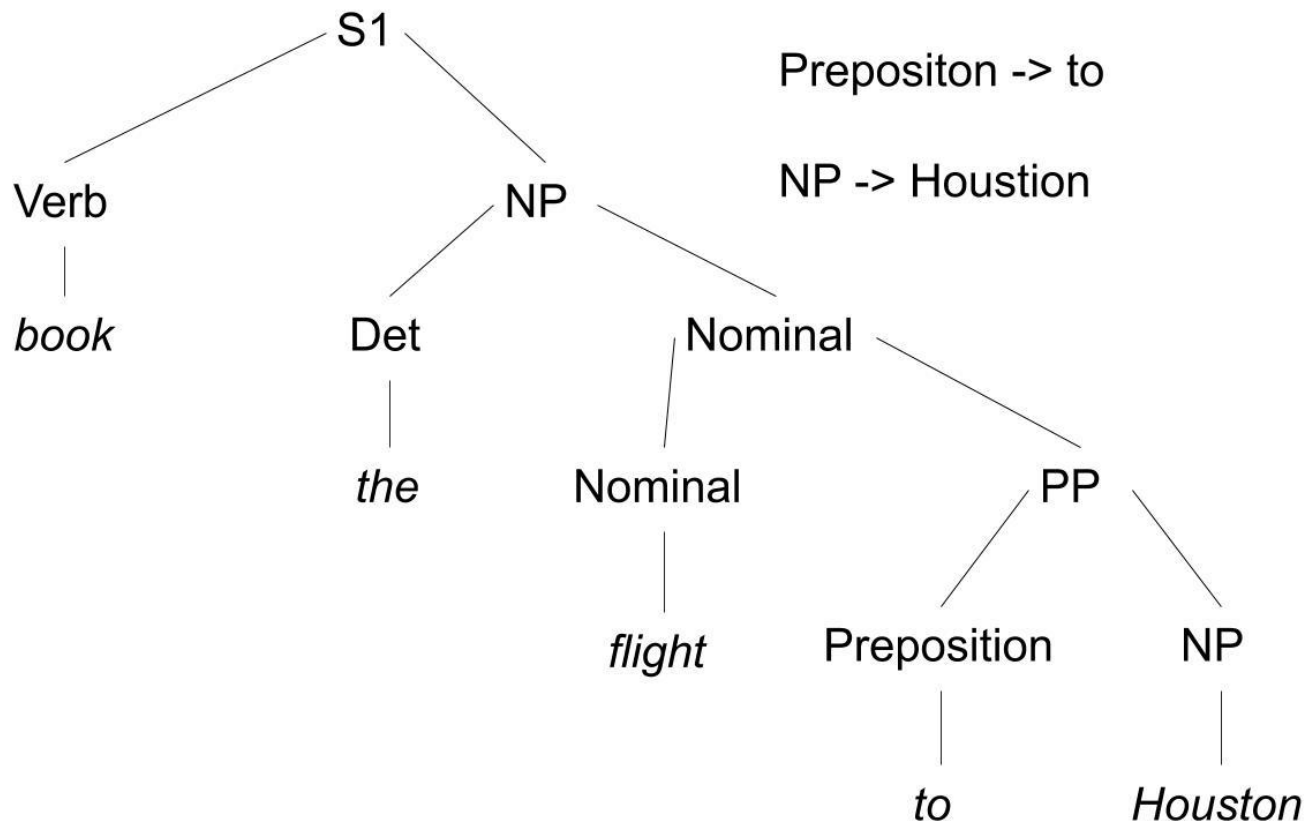 S1
Prepositon -> to
NP -> Houstion
Verb NP
book Det Nominal
the Nominal PP
flight Preposition NP
to Houston